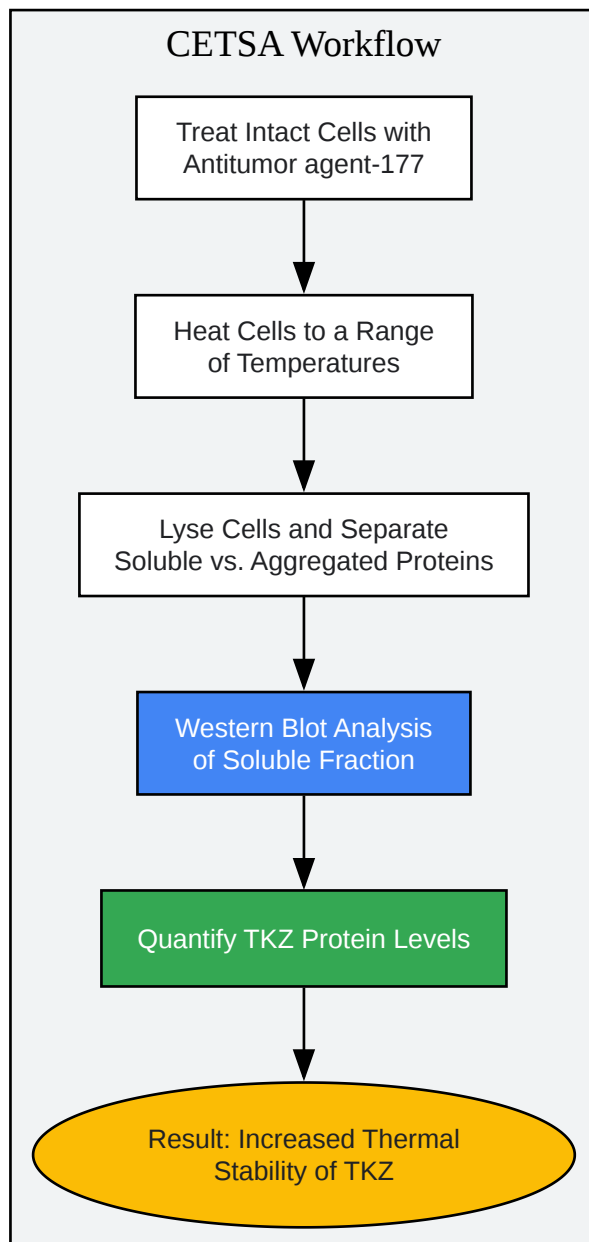 CETSA Workflow
Treat Intact Cells with
Antitumor agent-177
Heat Cells to a Range
of Temperatures
Lyse Cells and Separate
Soluble vs. Aggregated Proteins
Western Blot Analysis
of Soluble Fraction
Quantify TKZ Protein Levels
Result: Increased Thermal
Stability of TKZ